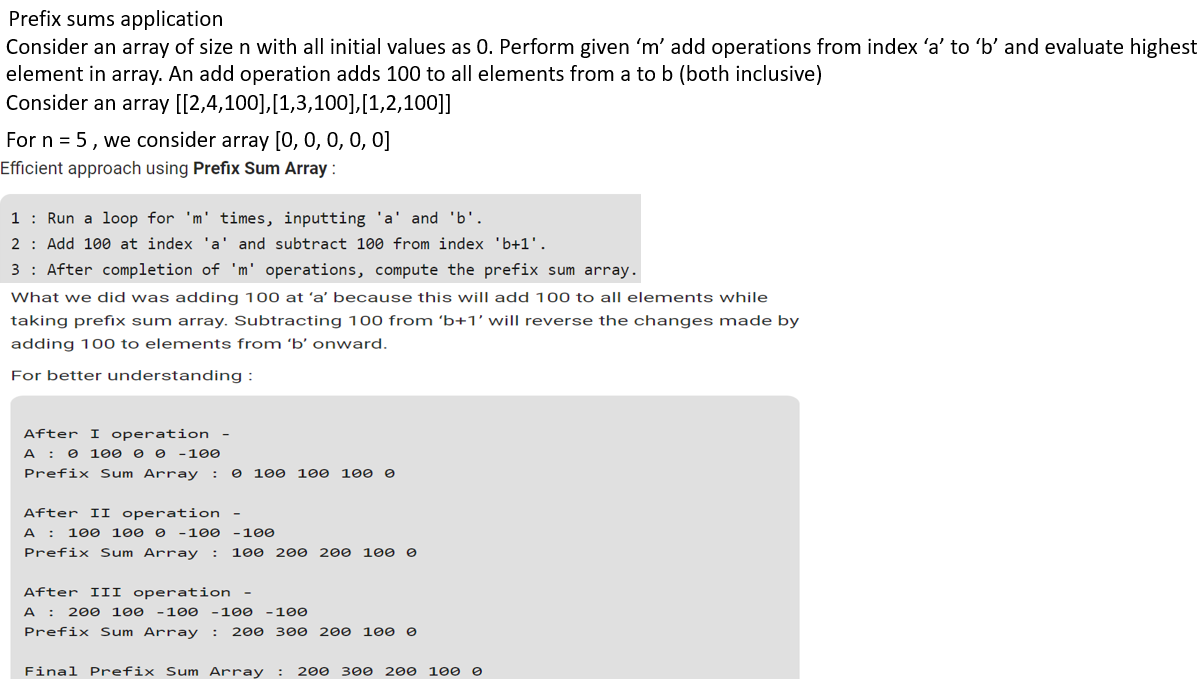 Prefix sums application
Consider an array of size n with all initial values as 0. Perform given ‘m’ add operations from index ‘a’ to ‘b’ and evaluate highest
element in array. An add operation adds 100 to all elements from a to b (both inclusive)
Consider an array [[2,4,100],[1,3,100],[1,2,100]]
For n = 5 , we consider array [0, 0, 0, 0, 0]
Efficient approach using Prefix Sum Array :
1 : Run a loop for 'm' times, inputting 'a' and 'b'.
2 : Add 100 at index 'a' and subtract 100 from index 'b+1'.
3 : After completion of 'm' operations, compute the prefix sum array.
What we did was adding 100 at ‘a’ because this will add 100 to all elements while
taking prefix sum array. Subtracting 100 from ‘b+1’ will reverse the changes made by
adding 100 to elements from ‘b’ onward.
For better understanding :
After I operation -
A : 0 100 0 0 -100
Prefix Sum Array : 0 100 100 100 0
After II operation -
A : 100 100 0 -100 -100
Prefix Sum Array : 100 200 200 100 0
After III operation -
A : 200 100 -100 -100 -100
Prefix Sum Array : 200 300 200 100 0
Final Prefix Sum Array : 200 300 200 100 0